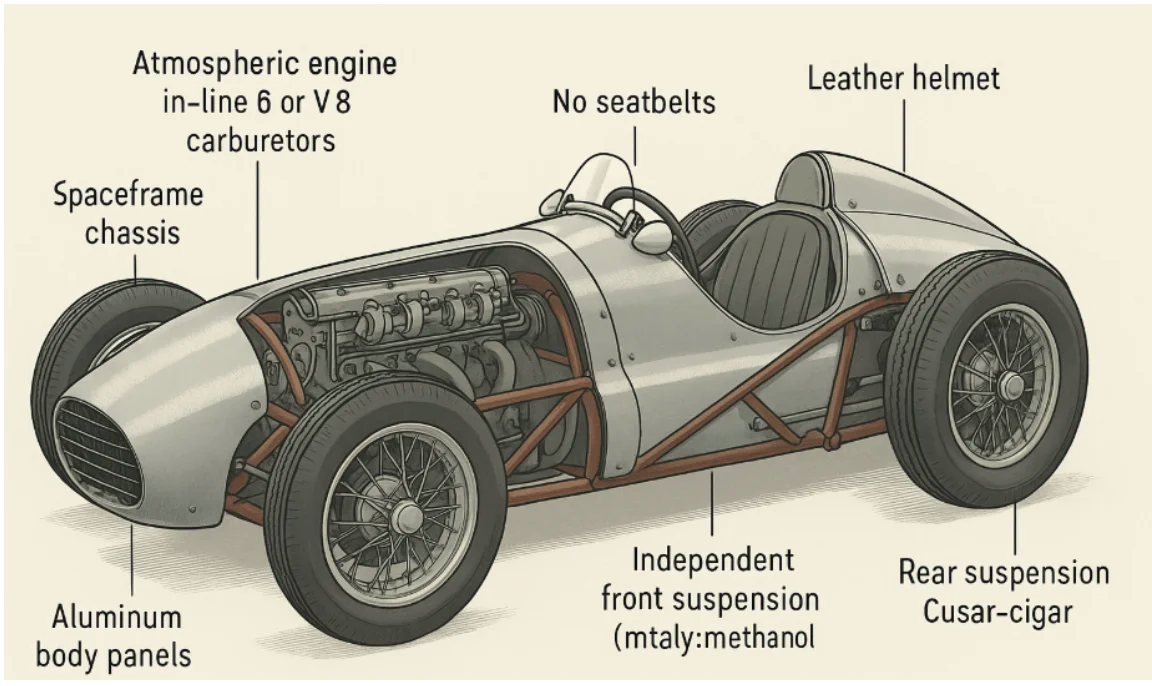 Atmospheric engine
in-line 6 or V 8
carburetors
No seatbelts
Leather helmet
Spaceframe
chassis
Aluminum
body panels
Independent
front suspension
(mtaly:methanol
Rear suspension
Cusar-cigar